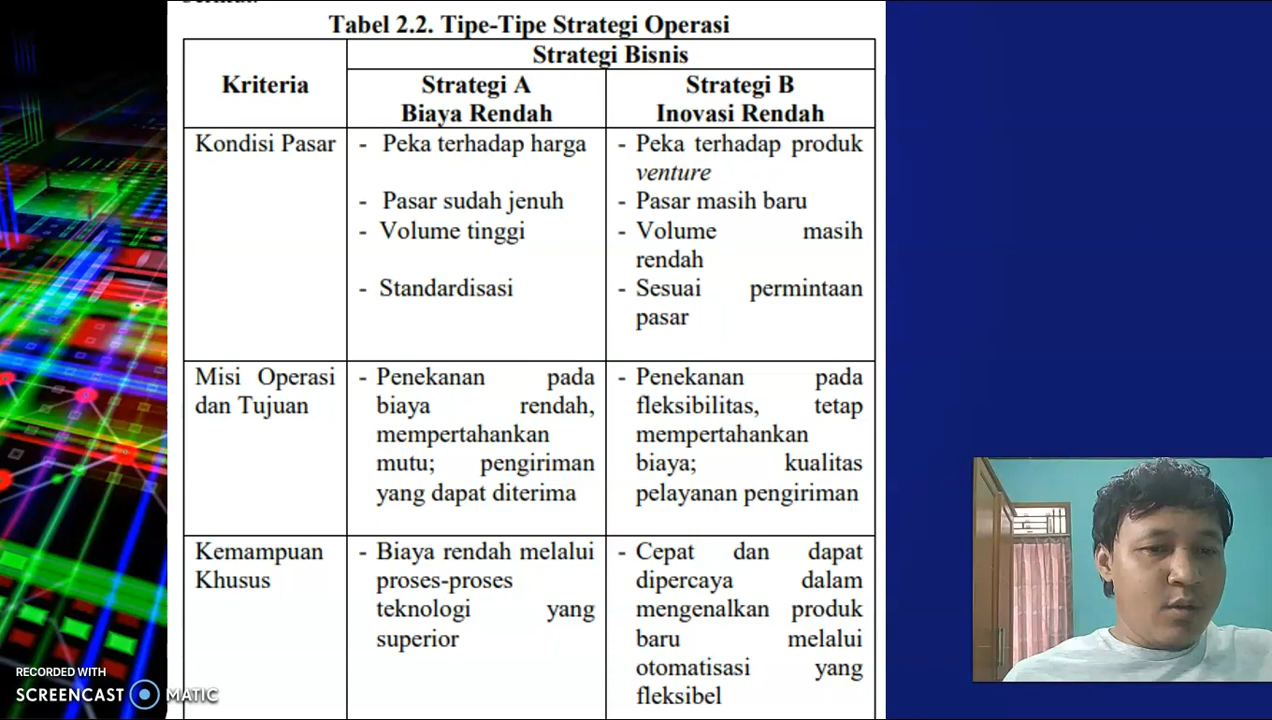 Tabel 2.2. Tipe-Tipe Strategi Operasi
Kriteria
Strategi Bisnis
Strategi A
Biaya Rendah
Strategi B
Inovasi Rendah
Kondisi Pasar
- Peka terhadap harga
- Pasar sudah jenuh
- Volume tinggi
- Standardisasi
- Peka terhadap produk
venture
- Pasar masih baru
- Volume masih
rendah
- Sesuai permintaan
pasar
Misi Operasi
dan Tujuan
- Penekanan pada
biaya rendah,
mempertahankan
mutu; pengiriman
yang dapat diterima
- Penekanan pada
fleksibilitas, tetap
mempertahankan
biaya; kualitas
pelayanan pengiriman
Kemampuan
Khusus
- Biaya rendah melalui
proses-proses
teknologi yang
superior
- Cepat dan dapat
dipercaya dalam
mengenalkan produk
baru melalui
otomatisasi yang
fleksibel
RECORDED WITH
SCREENCAST MATIC